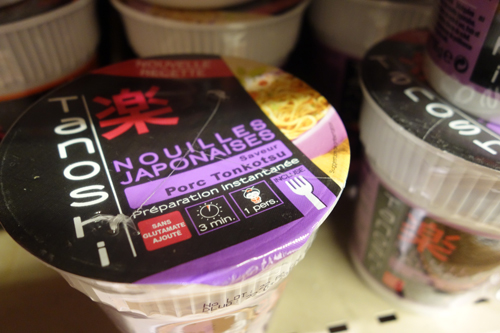 NOUVELLE
RECETTE
Tanoshi
楽
NOUILLES
JAPONAISES
Saveur
Porc Tonkotsu
Préparation instantanée
INCLUSE
SANS
GLUTAMATE
AJOUTÉ
3 min.
1 pers.
Tanoshi
楽